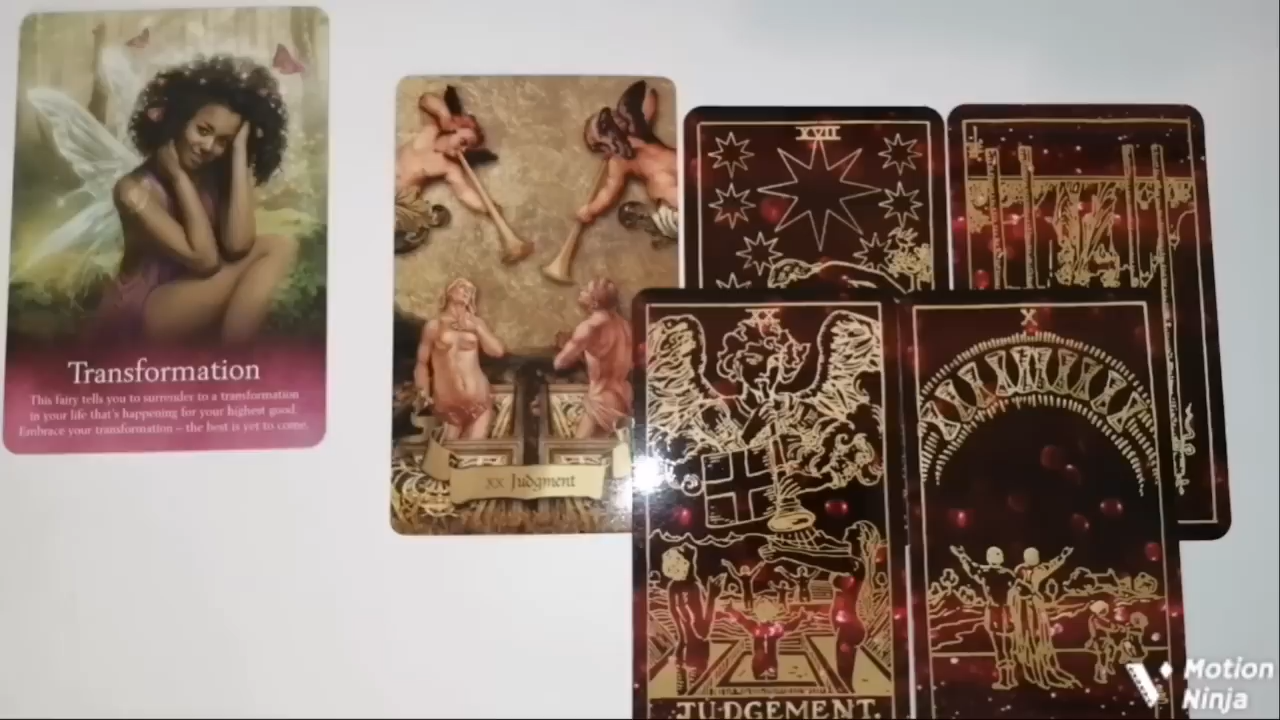 Transformation
This fairy tells you to surrender to a transformation
in your life that's happening for your highest good.
Embrace your transformation – the best is yet to come.
XX Judgment
XVII
XX
JUDGEMENT.
X
Motion
Ninja